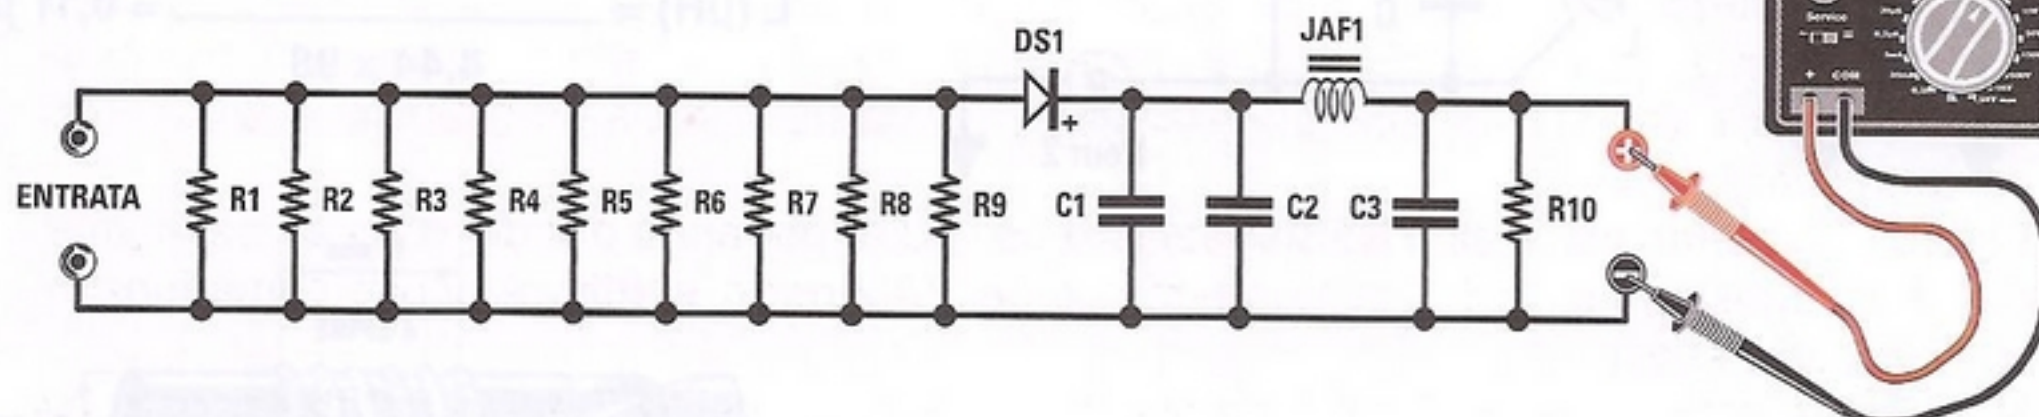 DS1
JAF1
+
ENTRATA
R1
R2
R3
R4
R5
R6
R7
R8
R9
C1
C2
C3
R10
+
Service
+ COM